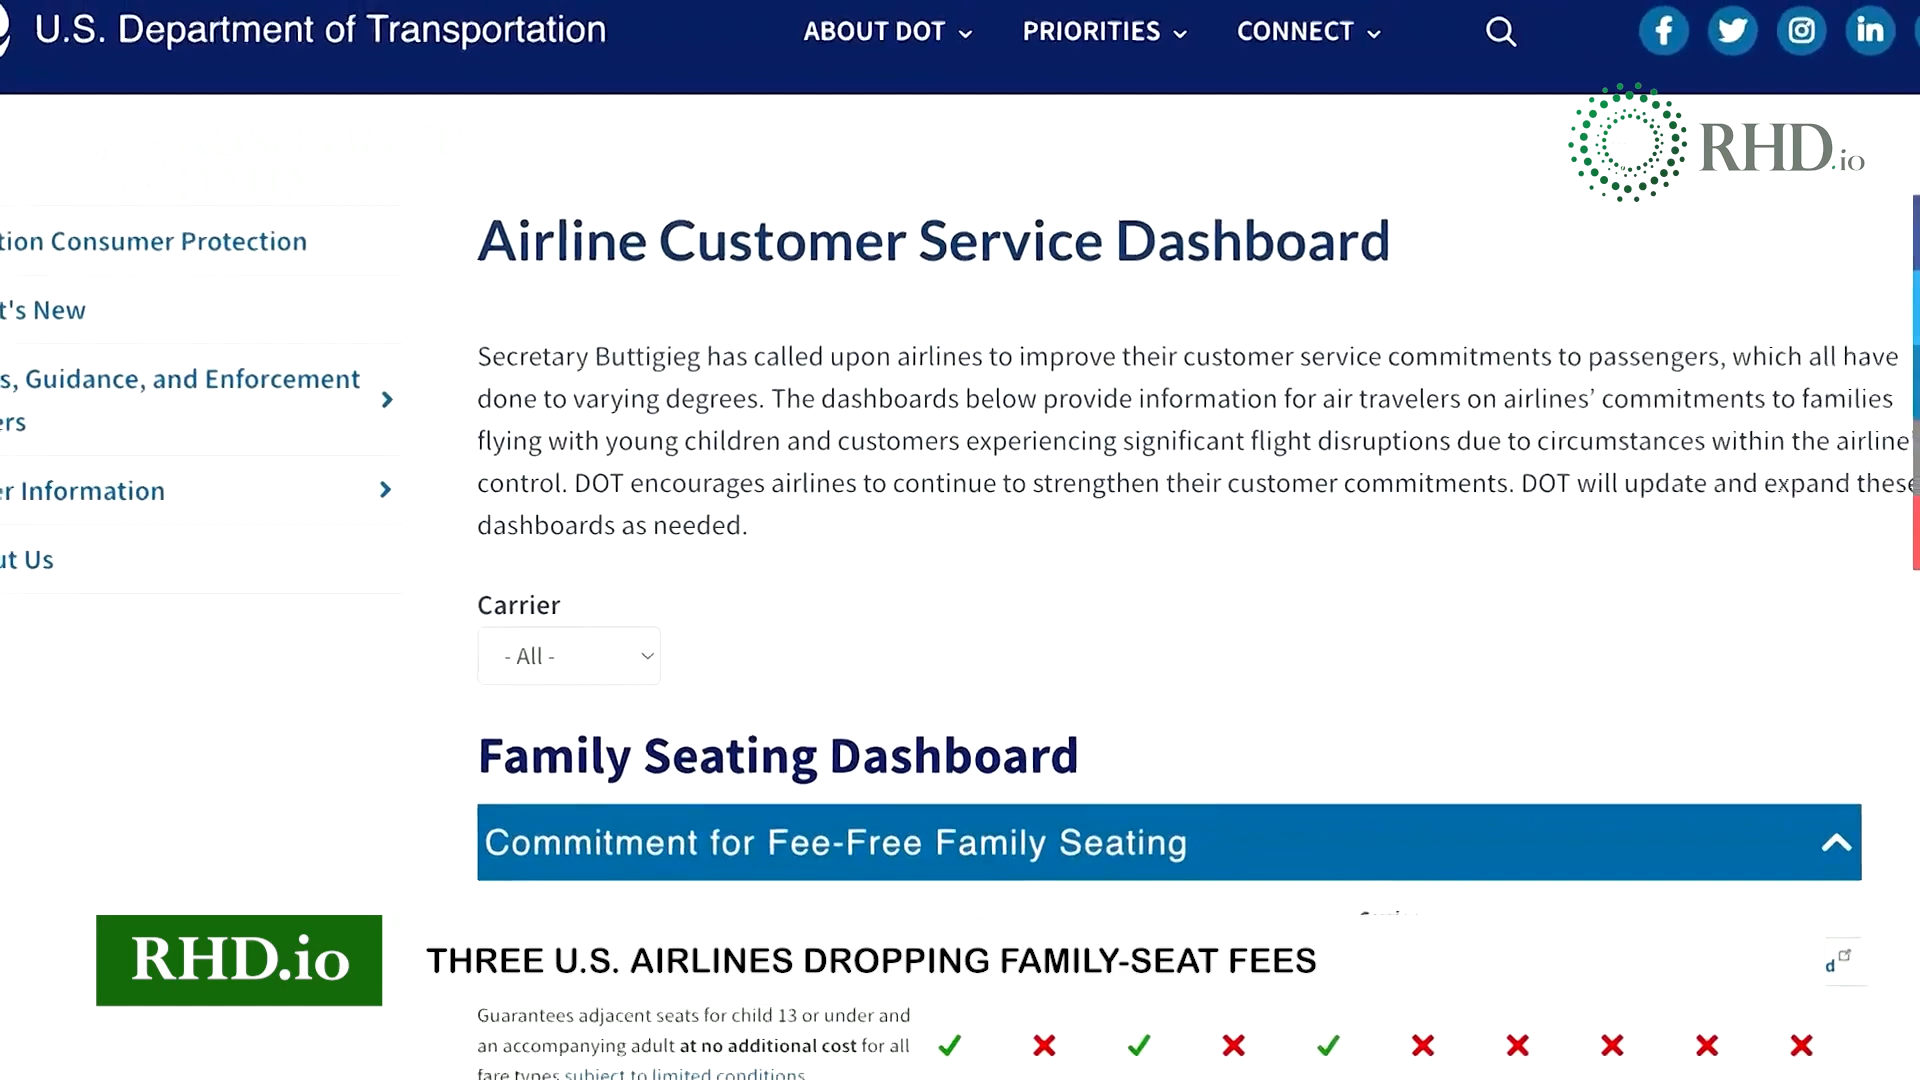 U.S. Department of Transportation
ABOUT DOT
PRIORITIES
CONNECT
RHD.io
tion Consumer Protection
t's New
s, Guidance, and Enforcement
ers
r Information
ut Us
Airline Customer Service Dashboard
Secretary Buttigieg has called upon airlines to improve their customer service commitments to passengers, which all have
done to varying degrees. The dashboards below provide information for air travelers on airlines’ commitments to families
flying with young children and customers experiencing significant flight disruptions due to circumstances within the airline'
control. DOT encourages airlines to continue to strengthen their customer commitments. DOT will update and expand these
dashboards as needed.
Carrier
- All -
Family Seating Dashboard
Commitment for Fee-Free Family Seating
RHD.io
THREE U.S. AIRLINES DROPPING FAMILY-SEAT FEES
d
Guarantees adjacent seats for child 13 or under and
an accompanying adult at no additional cost for all
fare types subject to limited conditions.